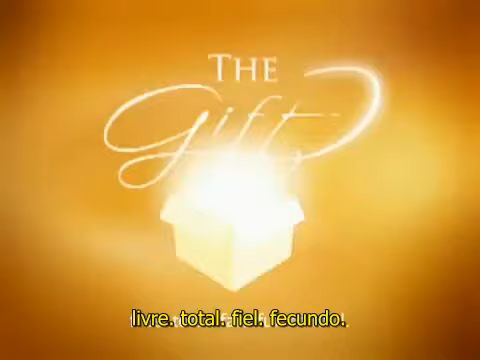 THE
Gift
livre. total. fiel. fecundo.